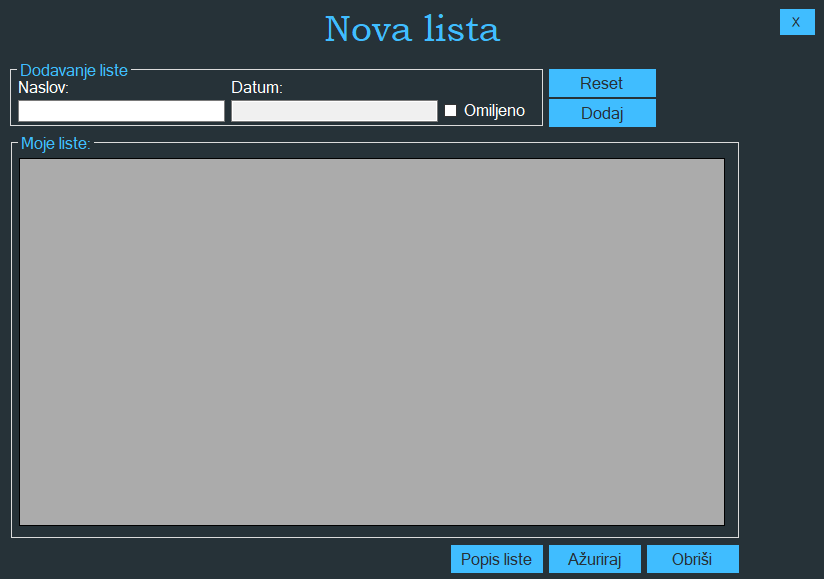 Nova lista
X
Dodavanje liste
Naslov:
Datum:
Omiljeno
Reset
Dodaj
Moje liste:
Popis liste
Ažuriraj
Obriši